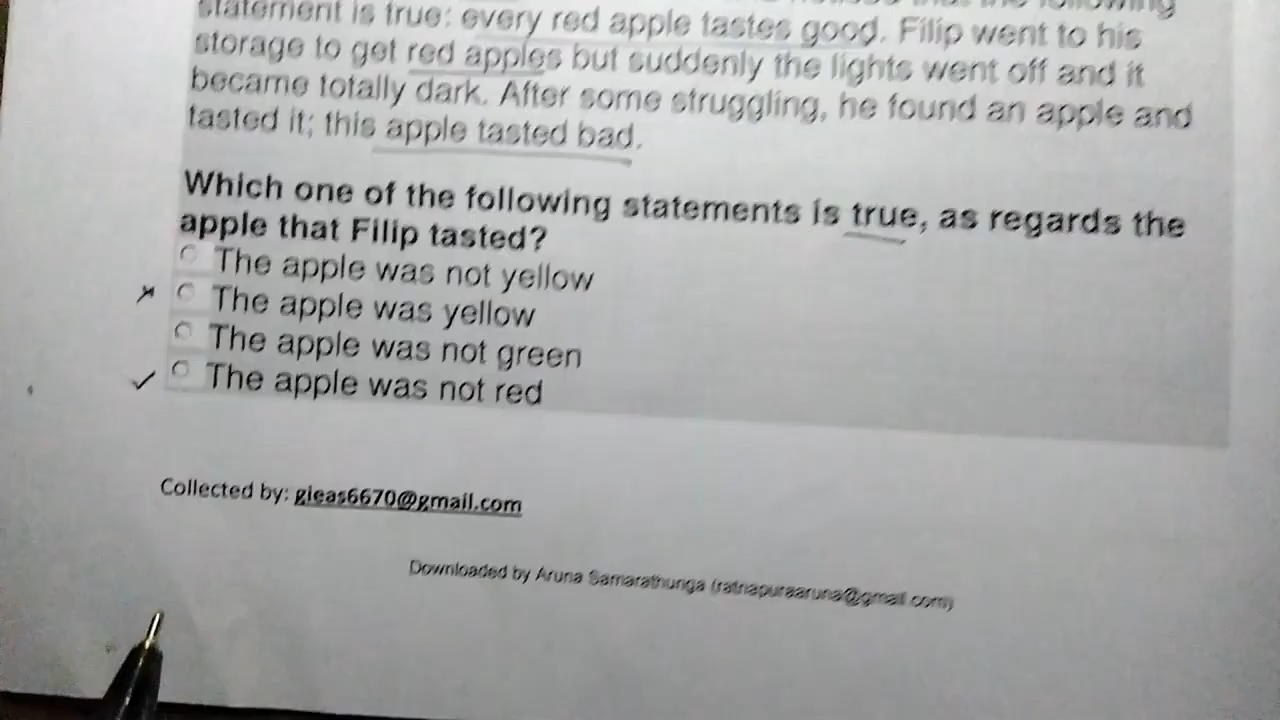 statement is true: every red apple tastes good. Filip went to his
storage to get red apples but suddenly the lights went off and it
became totally dark. After some struggling, he found an apple and
tasted it; this apple tasted bad.
Which one of the following statements is true, as regards the
apple that Filip tasted?
The apple was not yellow
The apple was yellow
The apple was not green
The apple was not red
Collected by: gieas6670@gmail.com
Downloaded by Aruna Samarathunga (ratnapuraaruna@gmail.com)